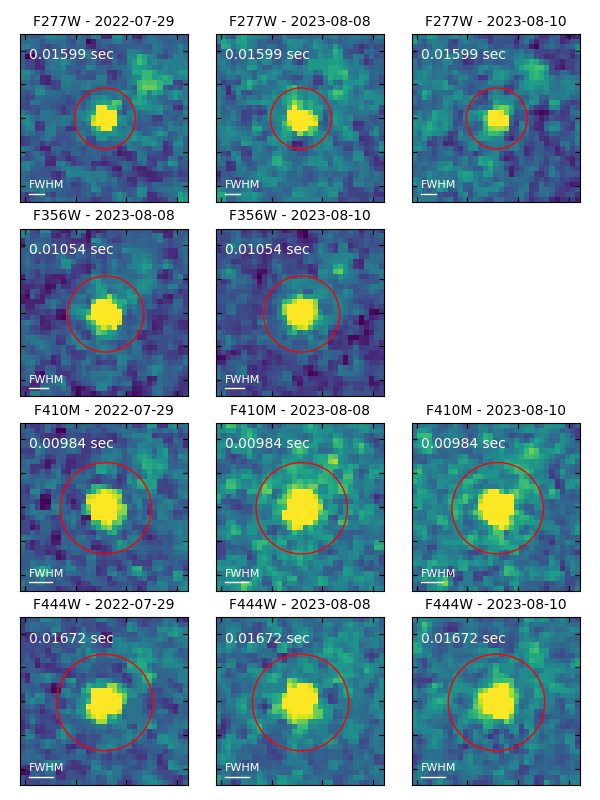 F277W - 2022-07-29
F277W - 2023-08-08
F277W - 2023-08-10
0.01599 sec
0.01599 sec
0.01599 sec
FWHM
FWHM
FWHM
F356W - 2023-08-08
F356W - 2023-08-10
0.01054 sec
0.01054 sec
FWHM
FWHM
F410M - 2022-07-29
F410M - 2023-08-08
F410M - 2023-08-10
0.00984 sec
0.00984 sec
0.00984 sec
FWHM
FWHM
FWHM
F444W - 2022-07-29
F444W - 2023-08-08
F444W - 2023-08-10
0.01672 sec
0.01672 sec
0.01672 sec
FWHM
FWHM
FWHM